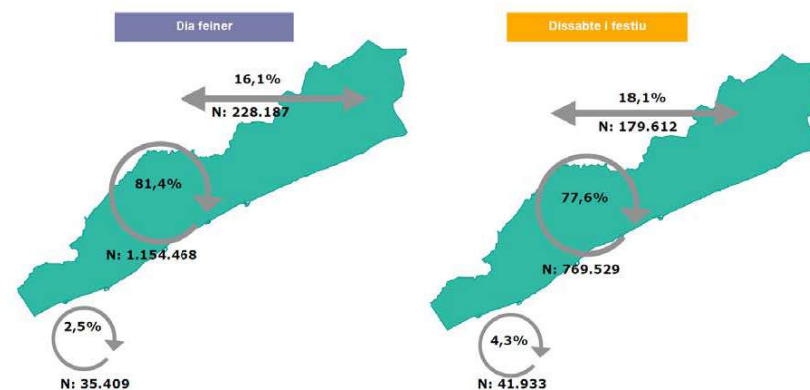 Dia feiner
16,1%
N: 228.187
81,4%
N: 1.154.468
2,5%
N: 35.409
Dissabte i festiu
18,1%
N: 179.612
77,6%
N: 769.529
4,3%
N: 41.933